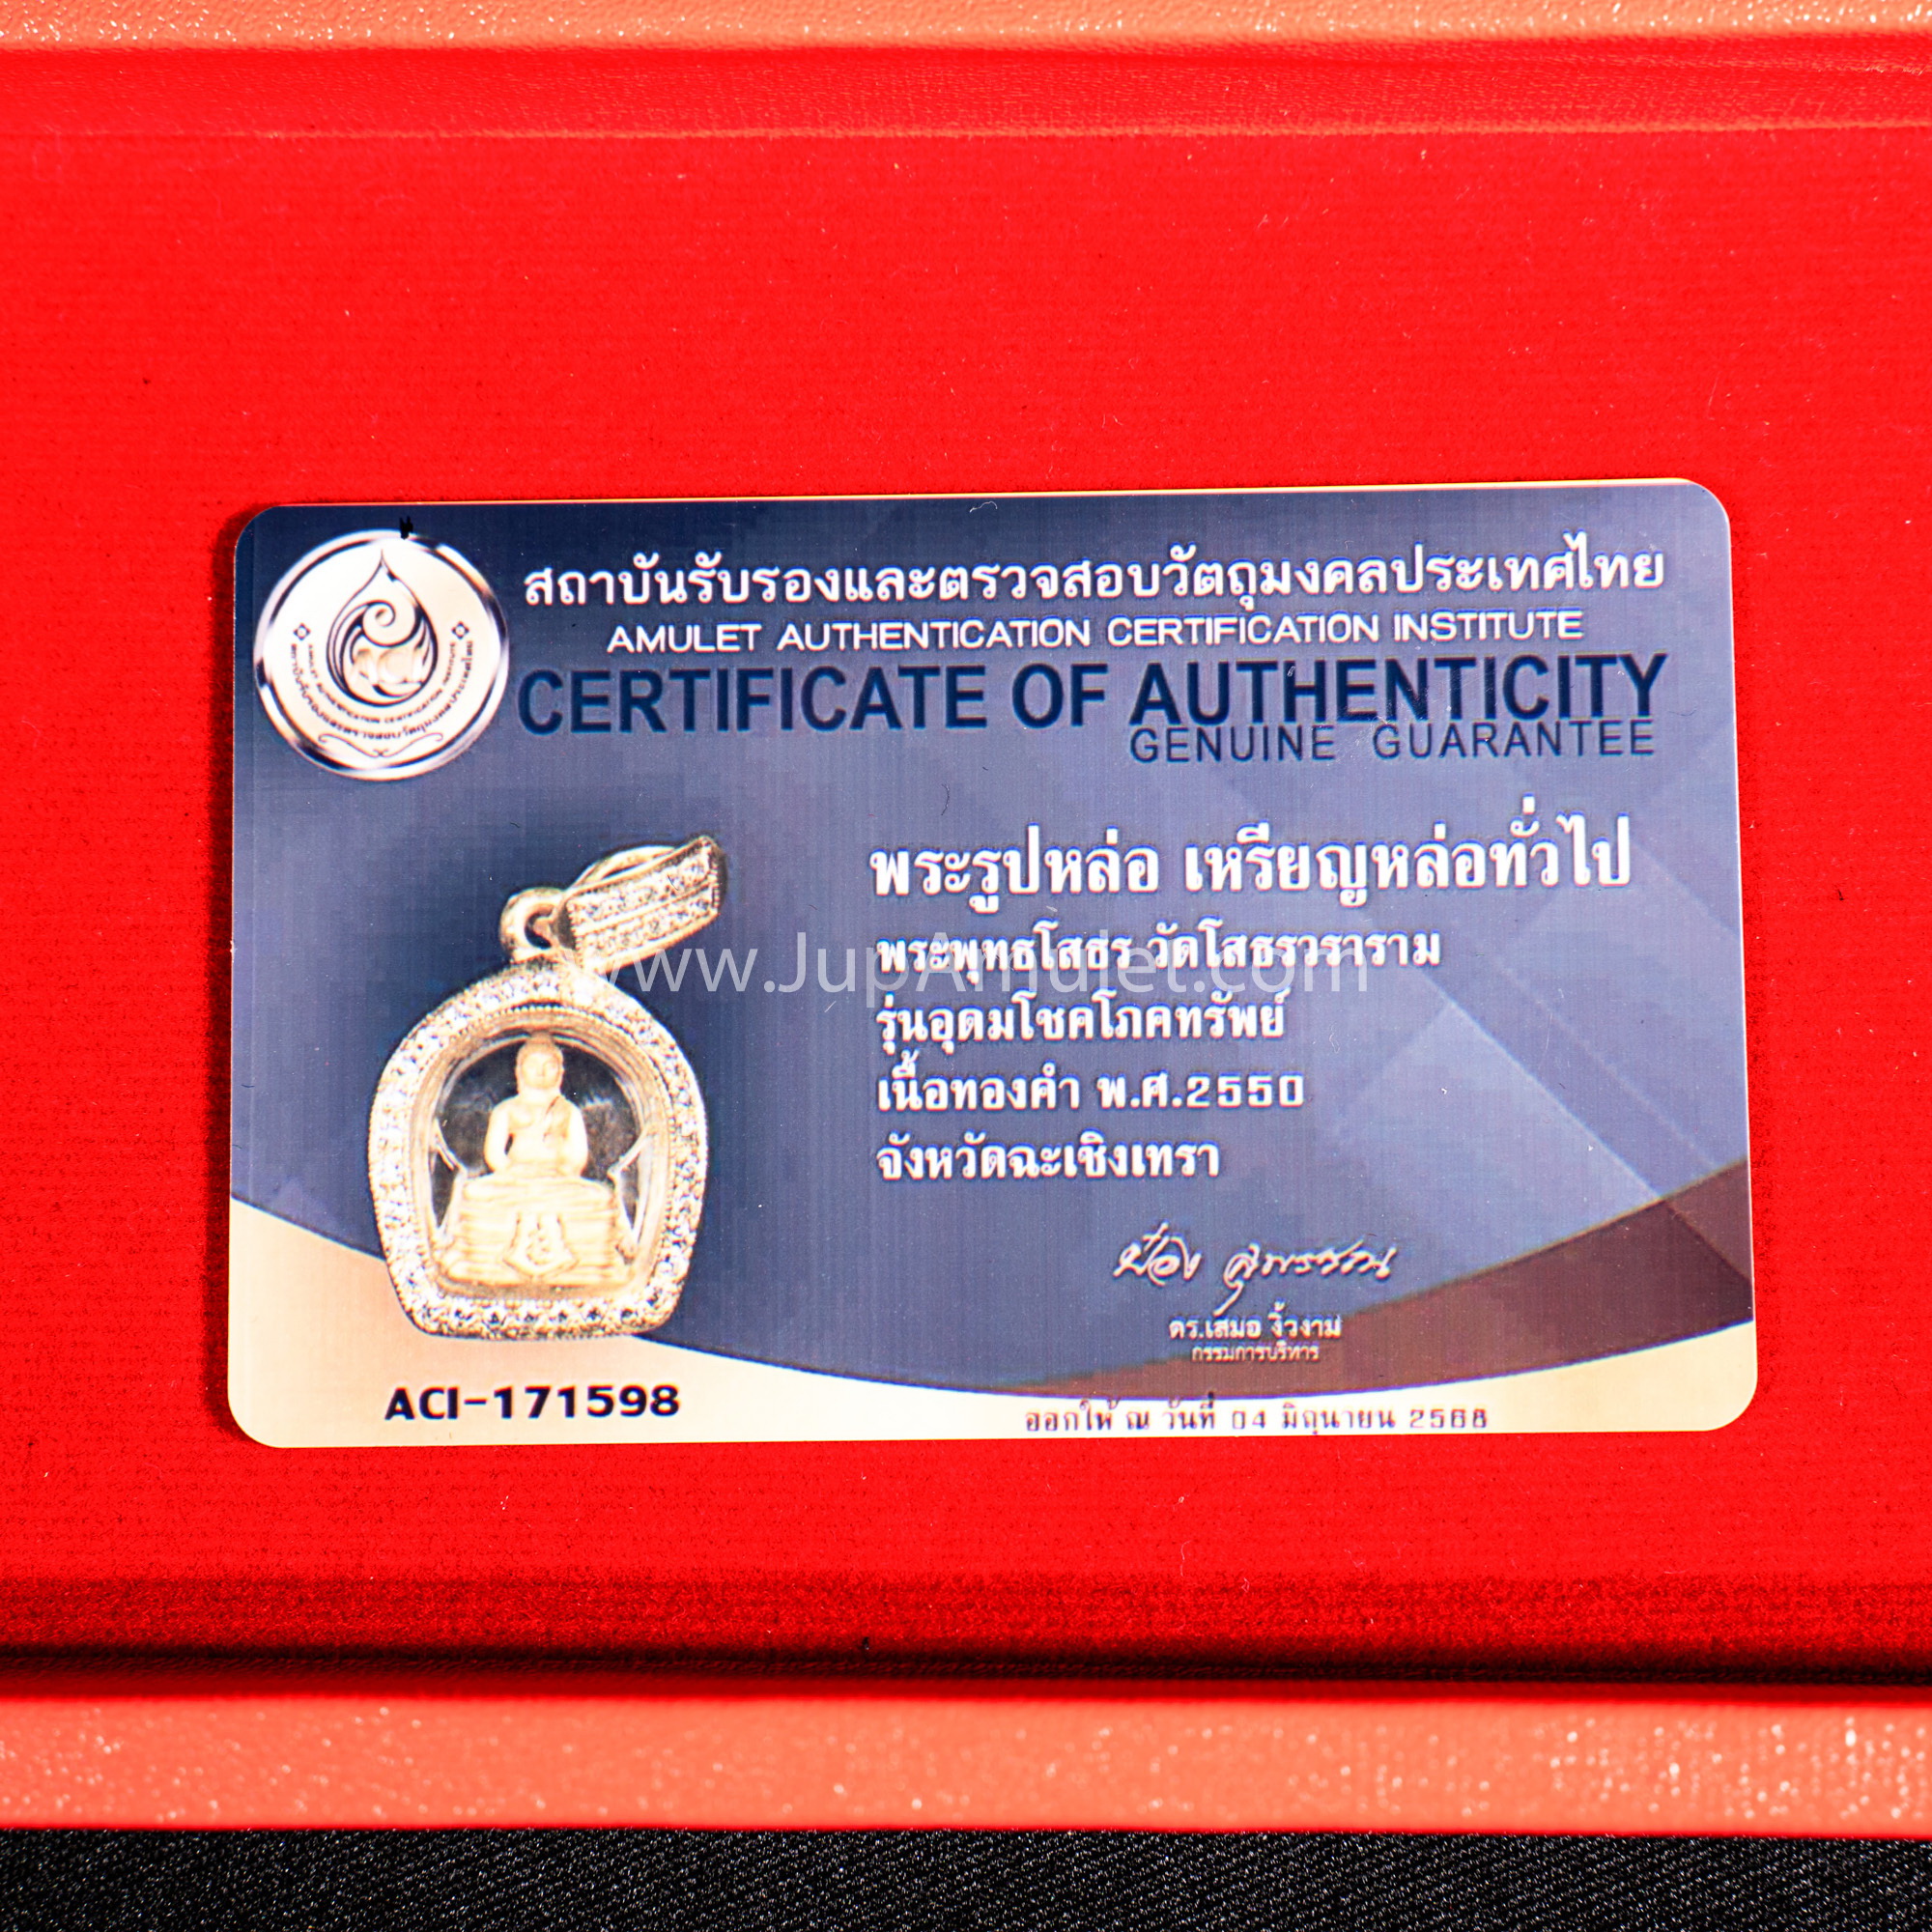 สถาบันรับรองและตรวจสอบวัตถุมงคลประเทศไทย
AMULET AUTHENTICATION CERTIFICATION INSTITUTE
CERTIFICATE OF AUTHENTICITY
GENUINE GUARANTEE
พระรูปหล่อ เหรียญหล่อทั่วไป
พระพุทธโสธร วัดโสธรวราราม
www.JupAmulet.com
รุ่นอุดมโชคโภคทรัพย์
เนื้อทองคำ พ.ศ.2550
จังหวัดฉะเชิงเทรา
ดร.เสมอ งิ้วงาม
กรรมการบริหาร
ACI-171598
ออกให้ ณ วันที่ 04 มิถุนายน 2568